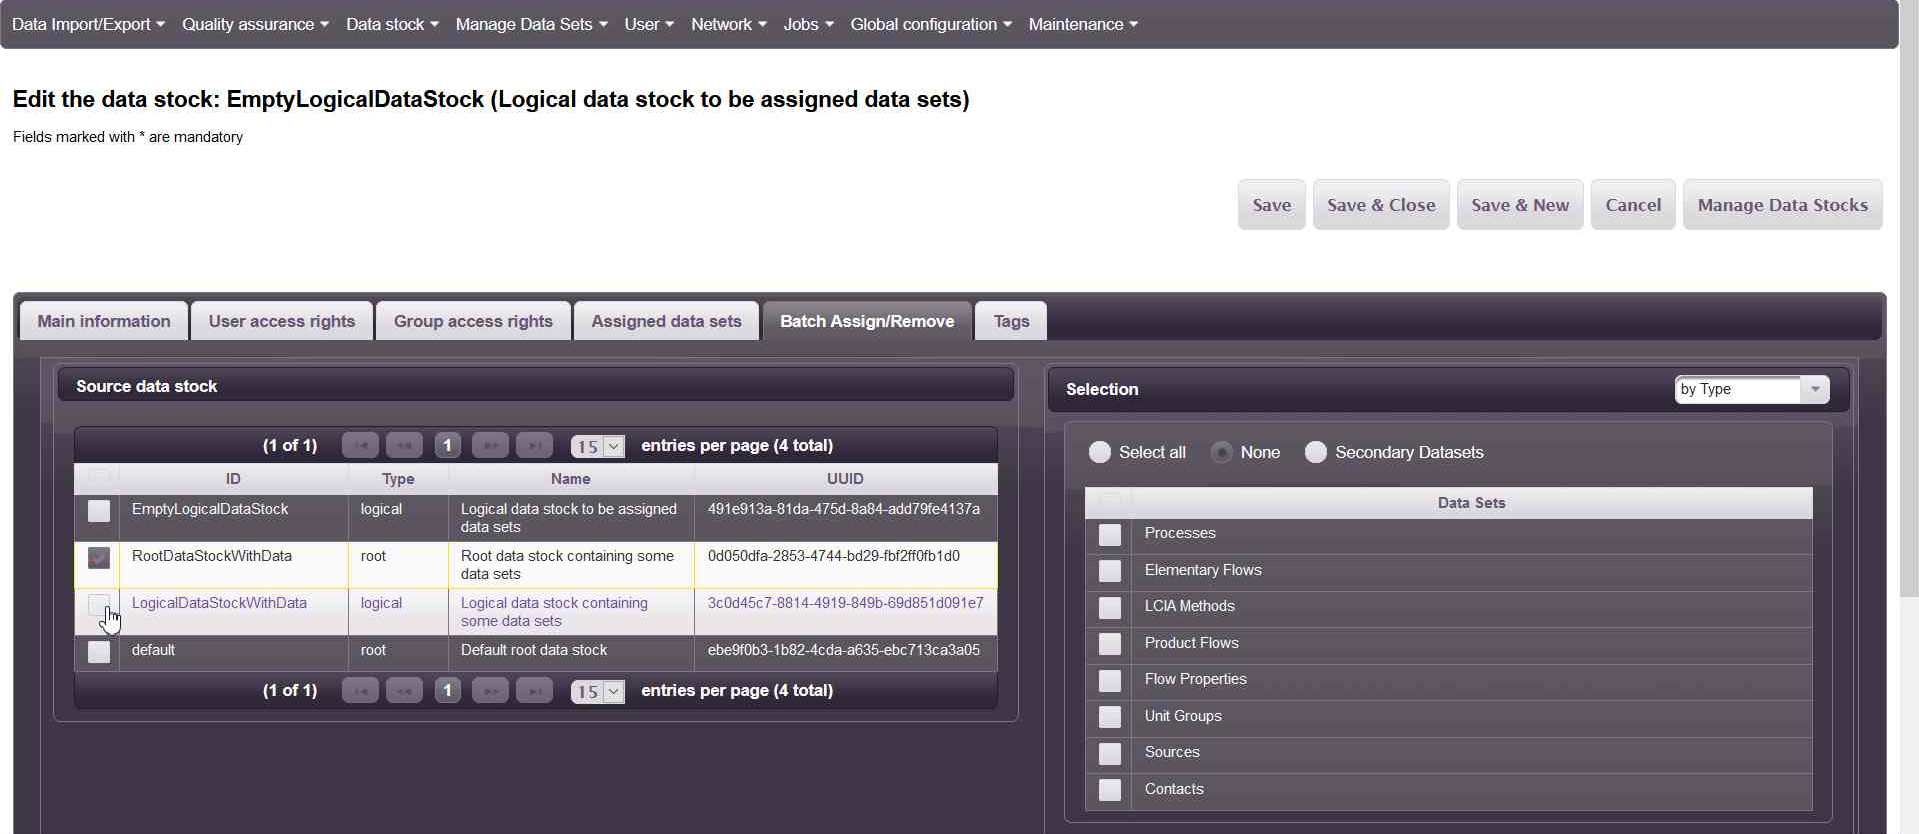 Data Import/Export Quality assurance Data stock Manage Data Sets User Network Jobs Global configuration Maintenance
Edit the data stock: EmptyLogicalDataStock (Logical data stock to be assigned data sets)
Fields marked with * are mandatory
Save Save & Close Save & New Cancel Manage Data Stocks
Main information User access rights Group access rights Assigned data sets Batch Assign/Remove Tags
Source data stock
(1 of 1) 1 15 entries per page (4 total)
ID Type Name UUID
EmptyLogicalDataStock logical Logical data stock to be assigned 491e913a-81da-475d-8a84-add79fe4137a
data sets
RootDataStockWithData root Root data stock containing some 0d050dfa-2853-4744-bd29-fbf2ff0fb1d0
data sets
LogicalDataStockWithData logical Logical data stock containing 3c0d45c7-8814-4919-849b-69d851d091e7
some data sets
default root Default root data stock ebe9f0b3-1b82-4cda-a635-ebc713ca3a05
(1 of 1) 1 15 entries per page (4 total)
Selection by Type
Select all None Secondary Datasets
Data Sets
Processes
Elementary Flows
LCIA Methods
Product Flows
Flow Properties
Unit Groups
Sources
Contacts